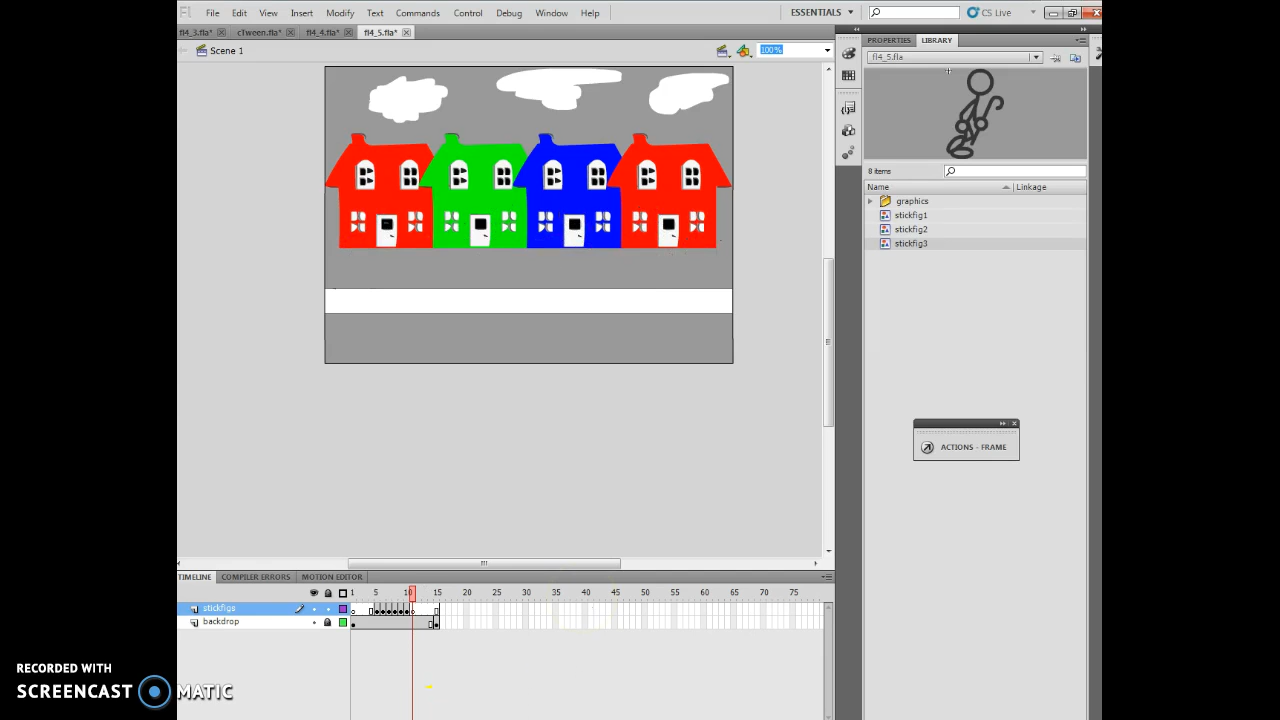 Fl File Edit View Insert Modify Text Commands Control Debug Window Help ESSENTIALS CS Live
fl4_3.fla* cTween.fla* fl4_4.fla* fl4_5.fla*
Scene 1 100%
PROPERTIES LIBRARY
fl4_5.fla
8 items
Name Linkage
graphics
stickfig1
stickfig2
stickfig3
ACTIONS - FRAME
TIMELINE COMPILER ERRORS MOTION EDITOR
1 5 10 15 20 25 30 35 40 45 50 55 60 65 70 75
stickfigs
backdrop
RECORDED WITH
SCREENCAST MATIC